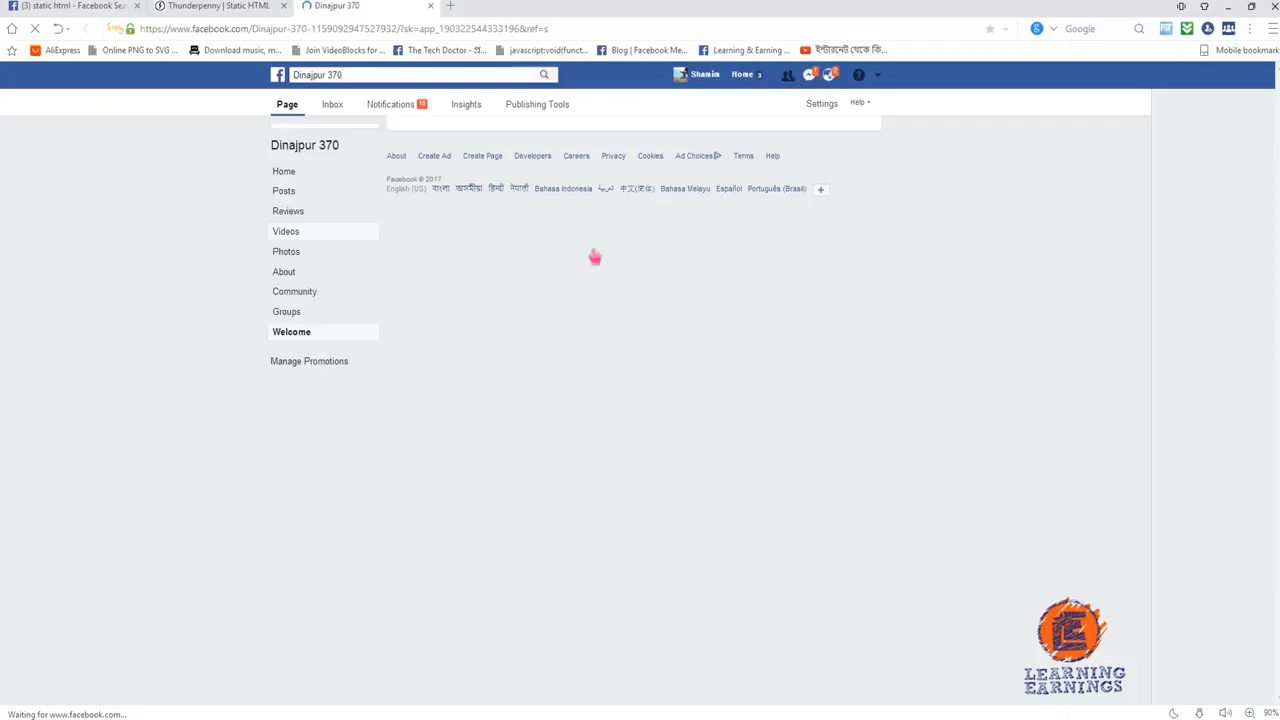 (3) static html - Facebook Sea
Thunderpenny | Static HTML
Dinajpur 370
https://www.facebook.com/Dinajpur-370-1159092947527932/?sk=app_190322544333196&ref=s
Google
AliExpress
Online PNG to SVG ...
Download music, m...
Join VideoBlocks for ...
The Tech Doctor - বাং...
javascript:void(funct...
Blog | Facebook Me...
Learning & Earning ...
ইন্টারনেট থেকে কি...
Mobile bookmark
Dinajpur 370
Shamim
Home 3
Page
Inbox
Notifications 15
Insights
Publishing Tools
Settings
Help
Dinajpur 370
Home
Posts
Reviews
Videos
Photos
About
Community
Groups
Welcome
Manage Promotions
About Create Ad Create Page Developers Careers Privacy Cookies Ad Choices Terms Help
Facebook © 2017
English (US) বাংলা অসমীয়া हिन्दी नेपाली Bahasa Indonesia العربية 中文(简体) Bahasa Melayu Español Português (Brasil)
LEARNING
EARNINGS
Waiting for www.facebook.com...
90%